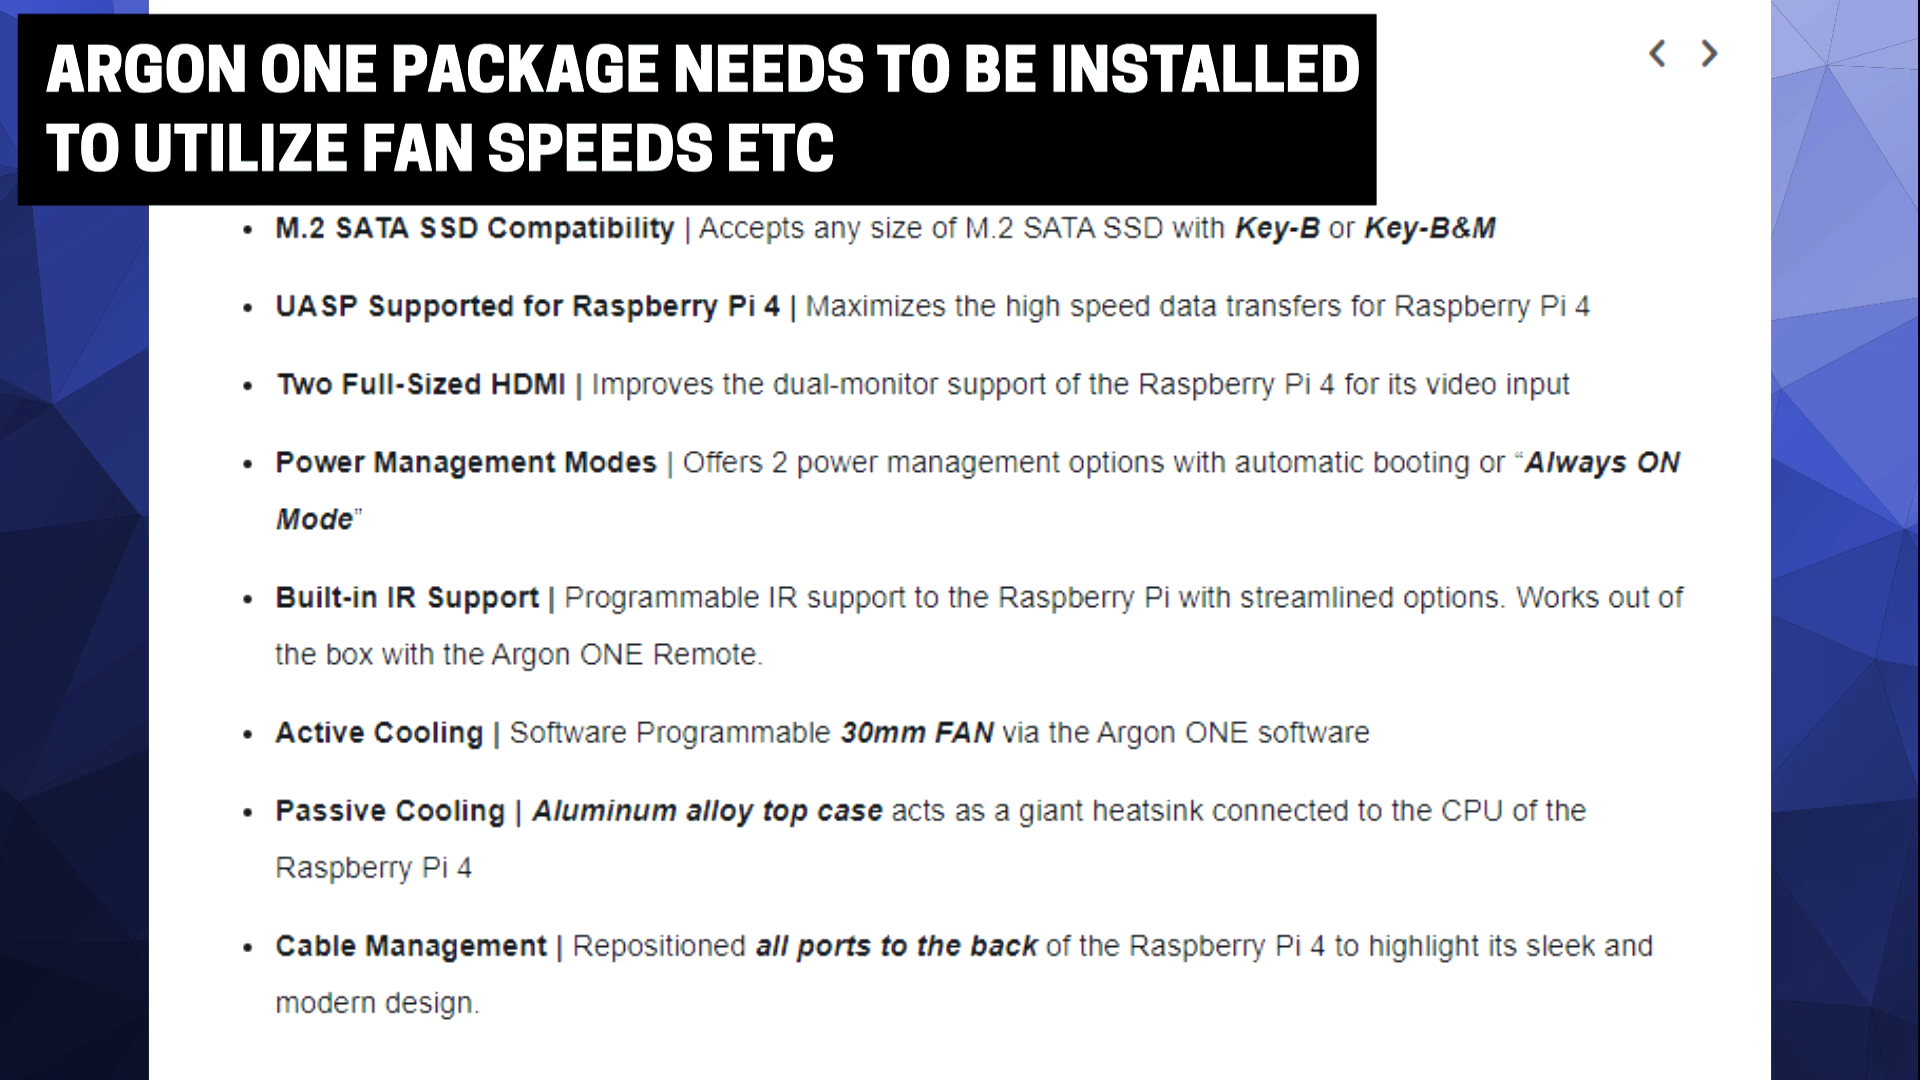 ARGON ONE PACKAGE NEEDS TO BE INSTALLED
TO UTILIZE FAN SPEEDS ETC
• M.2 SATA SSD Compatibility | Accepts any size of M.2 SATA SSD with Key-B or Key-B&M
• UASP Supported for Raspberry Pi 4 | Maximizes the high speed data transfers for Raspberry Pi 4
• Two Full-Sized HDMI | Improves the dual-monitor support of the Raspberry Pi 4 for its video input
• Power Management Modes | Offers 2 power management options with automatic booting or “Always ON
Mode”
• Built-in IR Support | Programmable IR support to the Raspberry Pi with streamlined options. Works out of
the box with the Argon ONE Remote.
• Active Cooling | Software Programmable 30mm FAN via the Argon ONE software
• Passive Cooling | Aluminum alloy top case acts as a giant heatsink connected to the CPU of the
Raspberry Pi 4
• Cable Management | Repositioned all ports to the back of the Raspberry Pi 4 to highlight its sleek and
modern design.